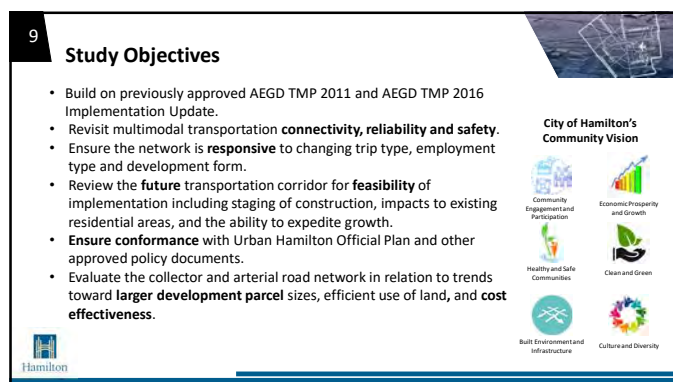 9
Study Objectives
• Build on previously approved AEGD TMP 2011 and AEGD TMP 2016
Implementation Update.
• Revisit multimodal transportation connectivity, reliability and safety.
• Ensure the network is responsive to changing trip type, employment
type and development form.
• Review the future transportation corridor for feasibility of
implementation including staging of construction, impacts to existing
residential areas, and the ability to expedite growth.
• Ensure conformance with Urban Hamilton Official Plan and other
approved policy documents.
• Evaluate the collector and arterial road network in relation to trends
toward larger development parcel sizes, efficient use of land, and cost
effectiveness.
City of Hamilton's
Community Vision
Community
Engagement and
Participation
Economic Prosperity
and Growth
Healthy and Safe
Communities
Clean and Green
Built Environment and
Infrastructure
Culture and Diversity
Hamilton